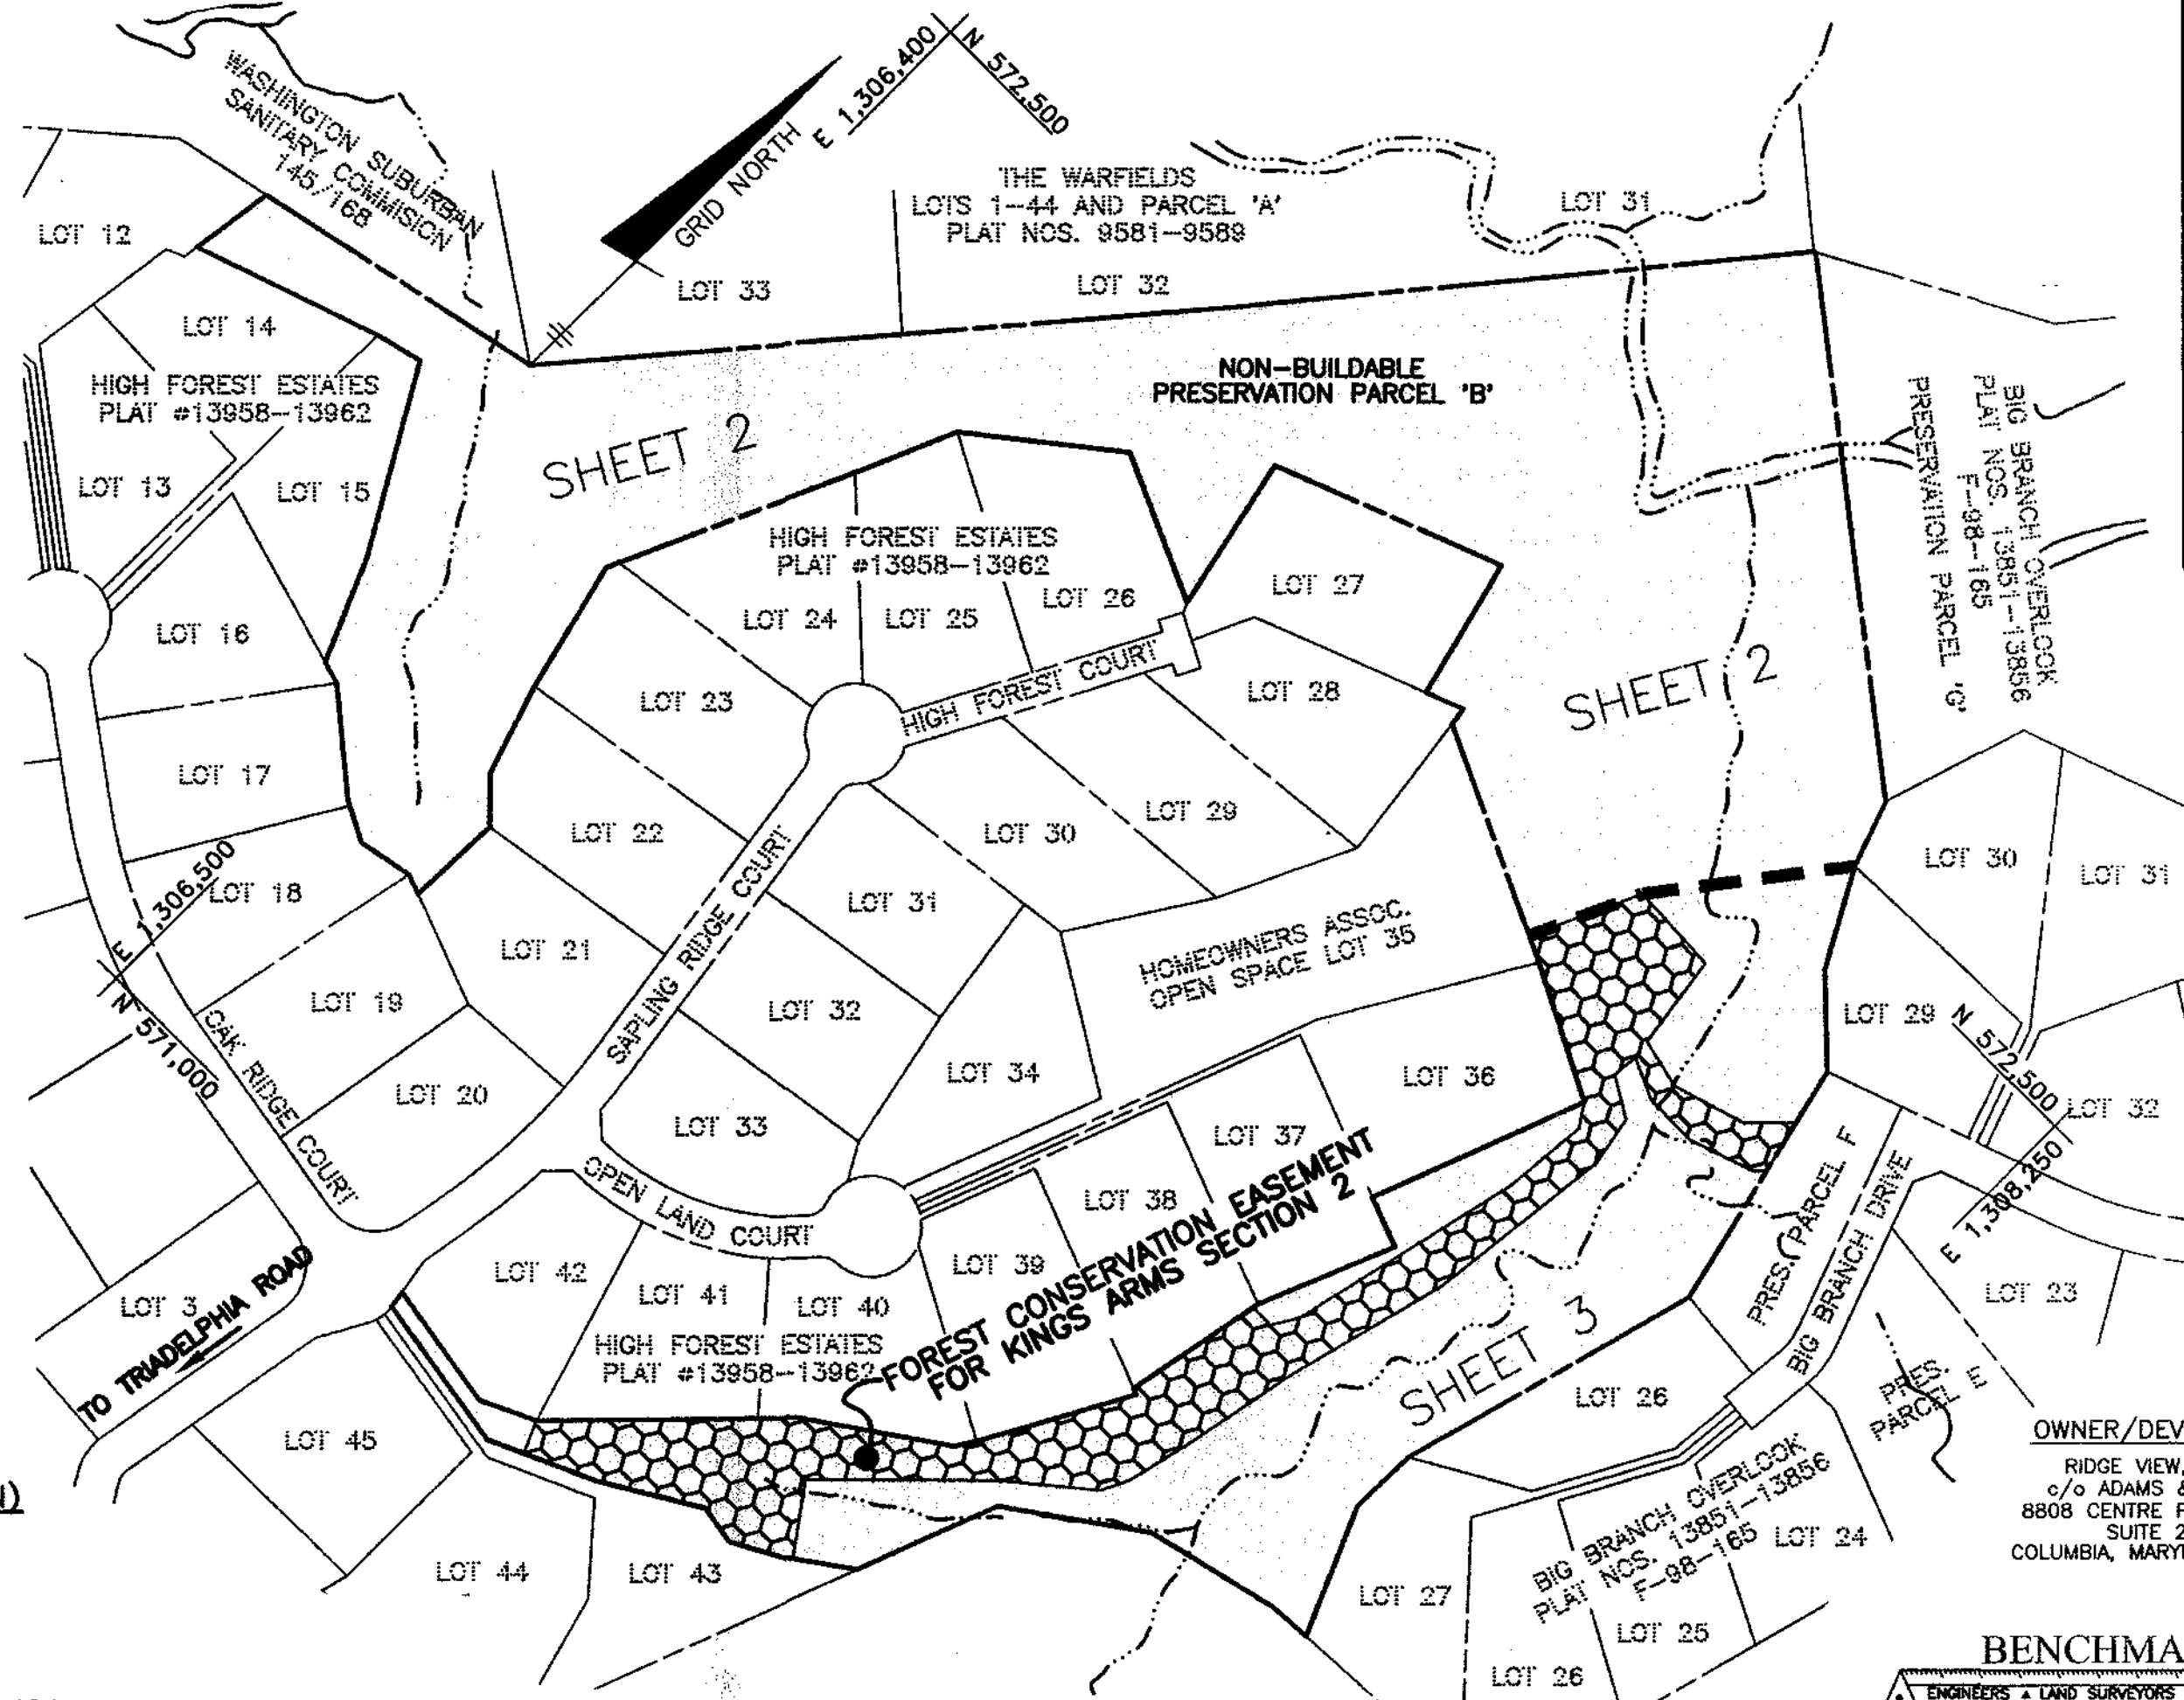 WASHINGTON SUBURBAN
SANITARY COMMISION
145/168
E 1,306,400
N 572,500
GRID NORTH
THE WARFIELDS
LOTS 1-44 AND PARCEL 'A'
PLAT NOS. 9581-9589
LOT 31
LOT 12
LOT 33
LOT 32
LOT 14
HIGH FOREST ESTATES
PLAT #13958-13962
NON-BUILDABLE
PRESERVATION PARCEL 'B'
BIG BRANCH OVERLOOK
PLAT NOS. 13851-13856
F-98-165
PRESERVATION PARCEL 'G'
SHEET 2
LOT 13
LOT 15
HIGH FOREST ESTATES
PLAT #13958-13962
LOT 24
LOT 25
LOT 26
LOT 27
LOT 16
HIGH FOREST COURT
LOT 23
LOT 28
SHEET 2
LOT 17
LOT 22
LOT 30
LOT 29
LOT 30
LOT 31
E 1,306,500
N 571,000
LOT 18
LOT 21
SAPLING RIDGE COURT
LOT 31
HOMEOWNERS ASSOC.
OPEN SPACE LOT 35
LOT 29
N 572,500
E 1,308,250
LOT 19
OAK RIDGE COURT
LOT 32
LOT 34
LOT 36
LOT 32
LOT 20
LOT 33
LOT 37
PRES. PARCEL F
BIG BRANCH DRIVE
OPEN LAND COURT
LOT 38
LOT 39
FOREST CONSERVATION EASEMENT
FOR KINGS ARMS SECTION 2
LOT 42
LOT 41
LOT 40
LOT 23
LOT 3
TO TRIADELPHIA ROAD
HIGH FOREST ESTATES
PLAT #13958-13962
SHEET 3
LOT 26
PRES.
PARCEL E
LOT 45
OWNER/DEV
RIDGE VIEW,
c/o ADAMS &
8808 CENTRE P
SUITE 2
COLUMBIA, MARY
BIG BRANCH OVERLOOK
PLAT NOS. 13851-13856
F-98-165
LOT 24
LOT 44
LOT 43
LOT 27
LOT 25
LOT 26
BENCHMA
ENGINEERS ▲ LAND SURVEYORS